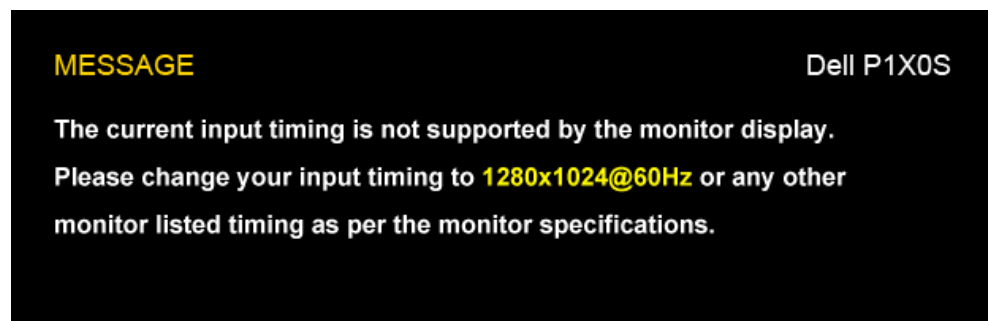 MESSAGE Dell P1X0S
The current input timing is not supported by the monitor display.
Please change your input timing to 1280x1024@60Hz or any other
monitor listed timing as per the monitor specifications.